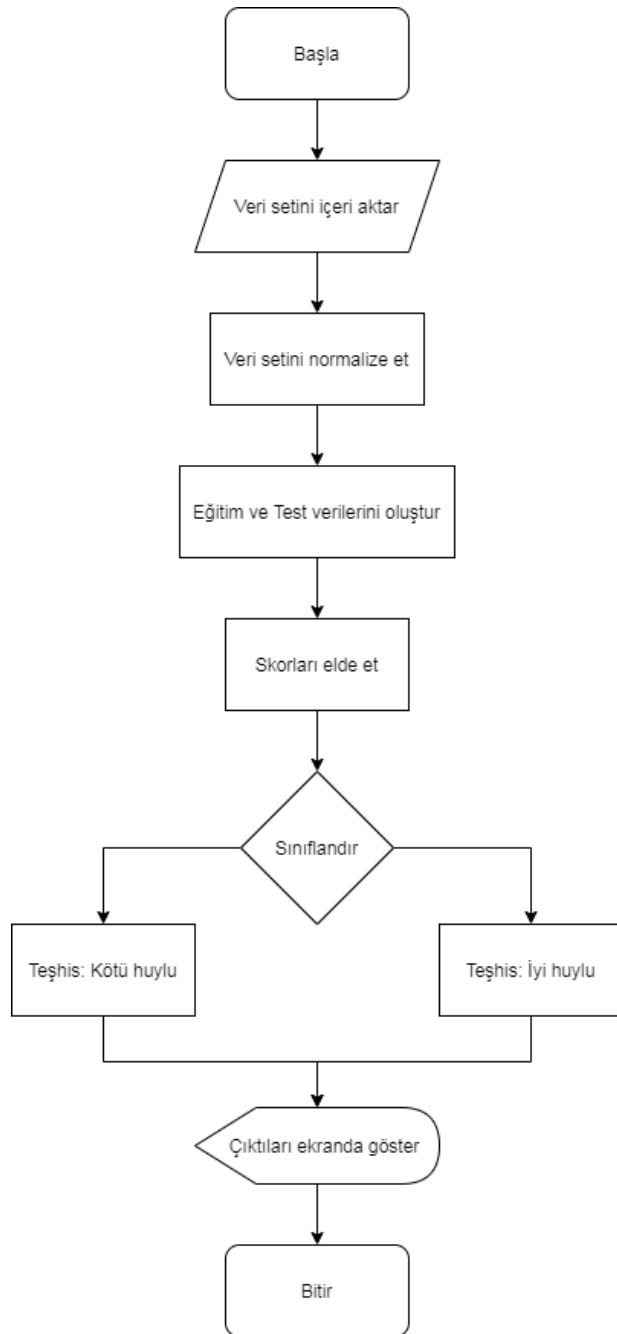 Başla
Veri setini içeri aktar
Veri setini normalize et
Eğitim ve Test verilerini oluştur
Skorları elde et
Sınıflandır
Teşhis: Kötü huylu
Teşhis: İyi huylu
Çıktıları ekranda göster
Bitir